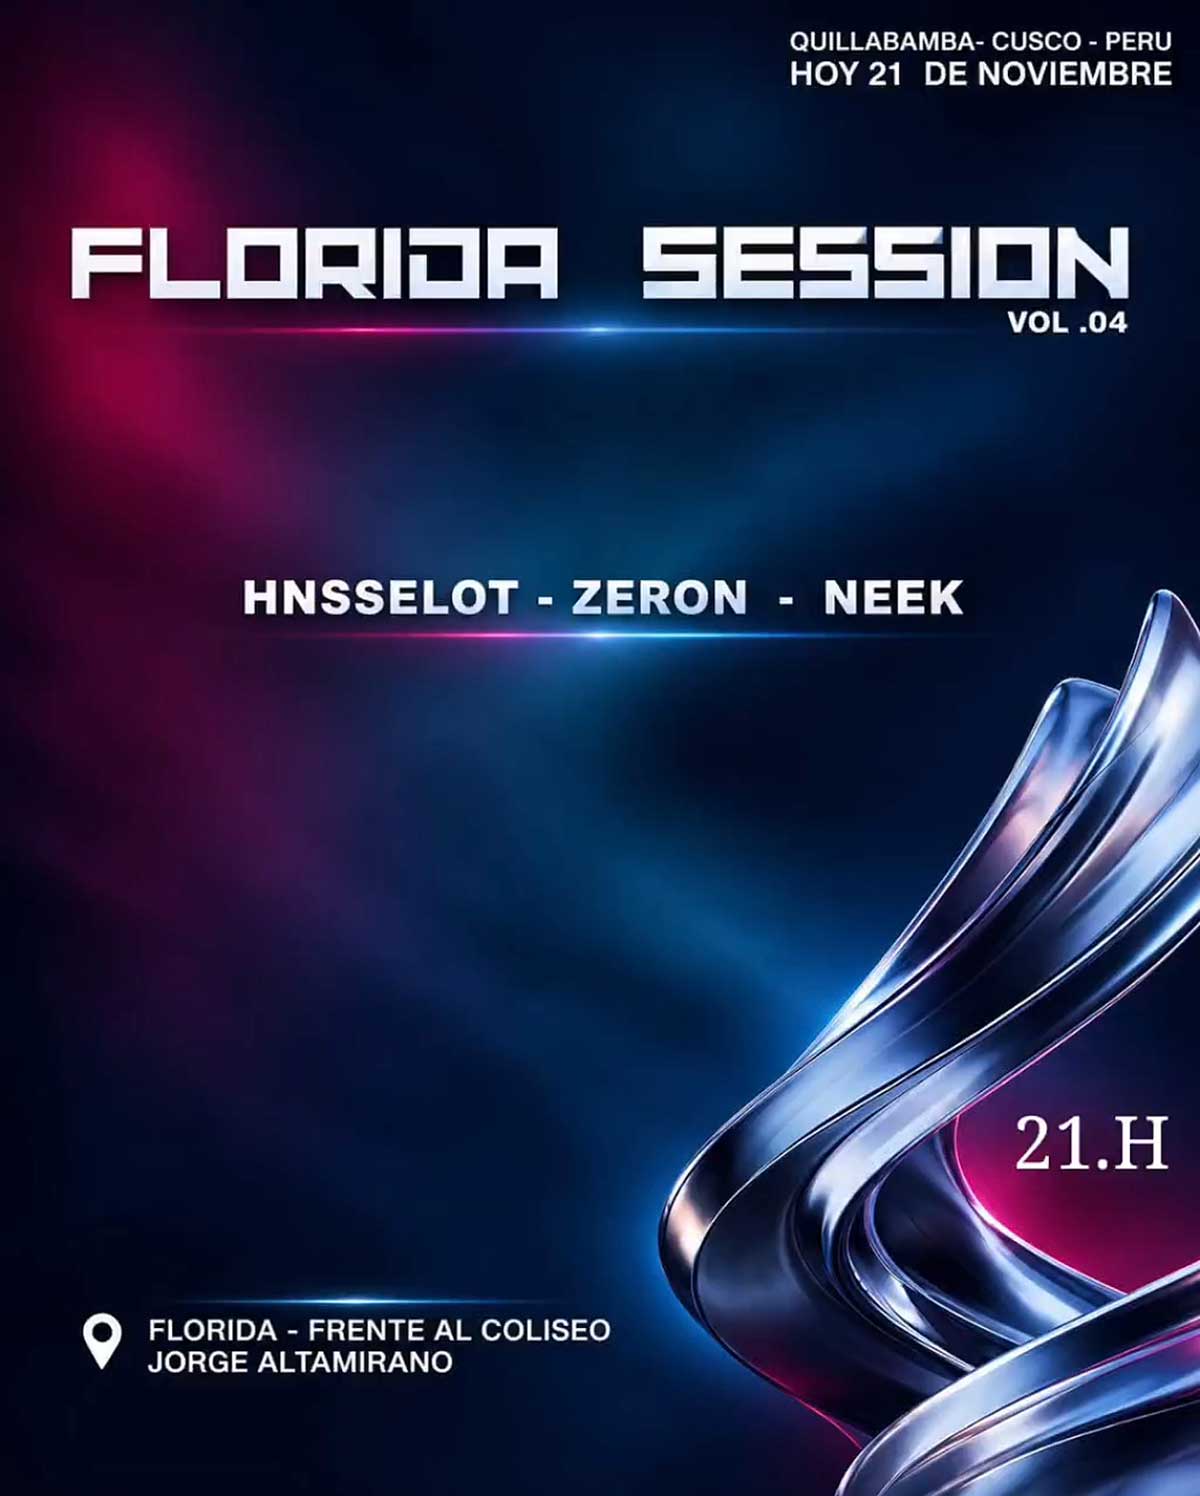 QUILLABAMBA- CUSCO - PERU
HOY 21 DE NOVIEMBRE
FLORIDA SESSION
VOL .04
HNSSELOT - ZERON - NEEK
21.H
FLORIDA - FRENTE AL COLISEO
JORGE ALTAMIRANO